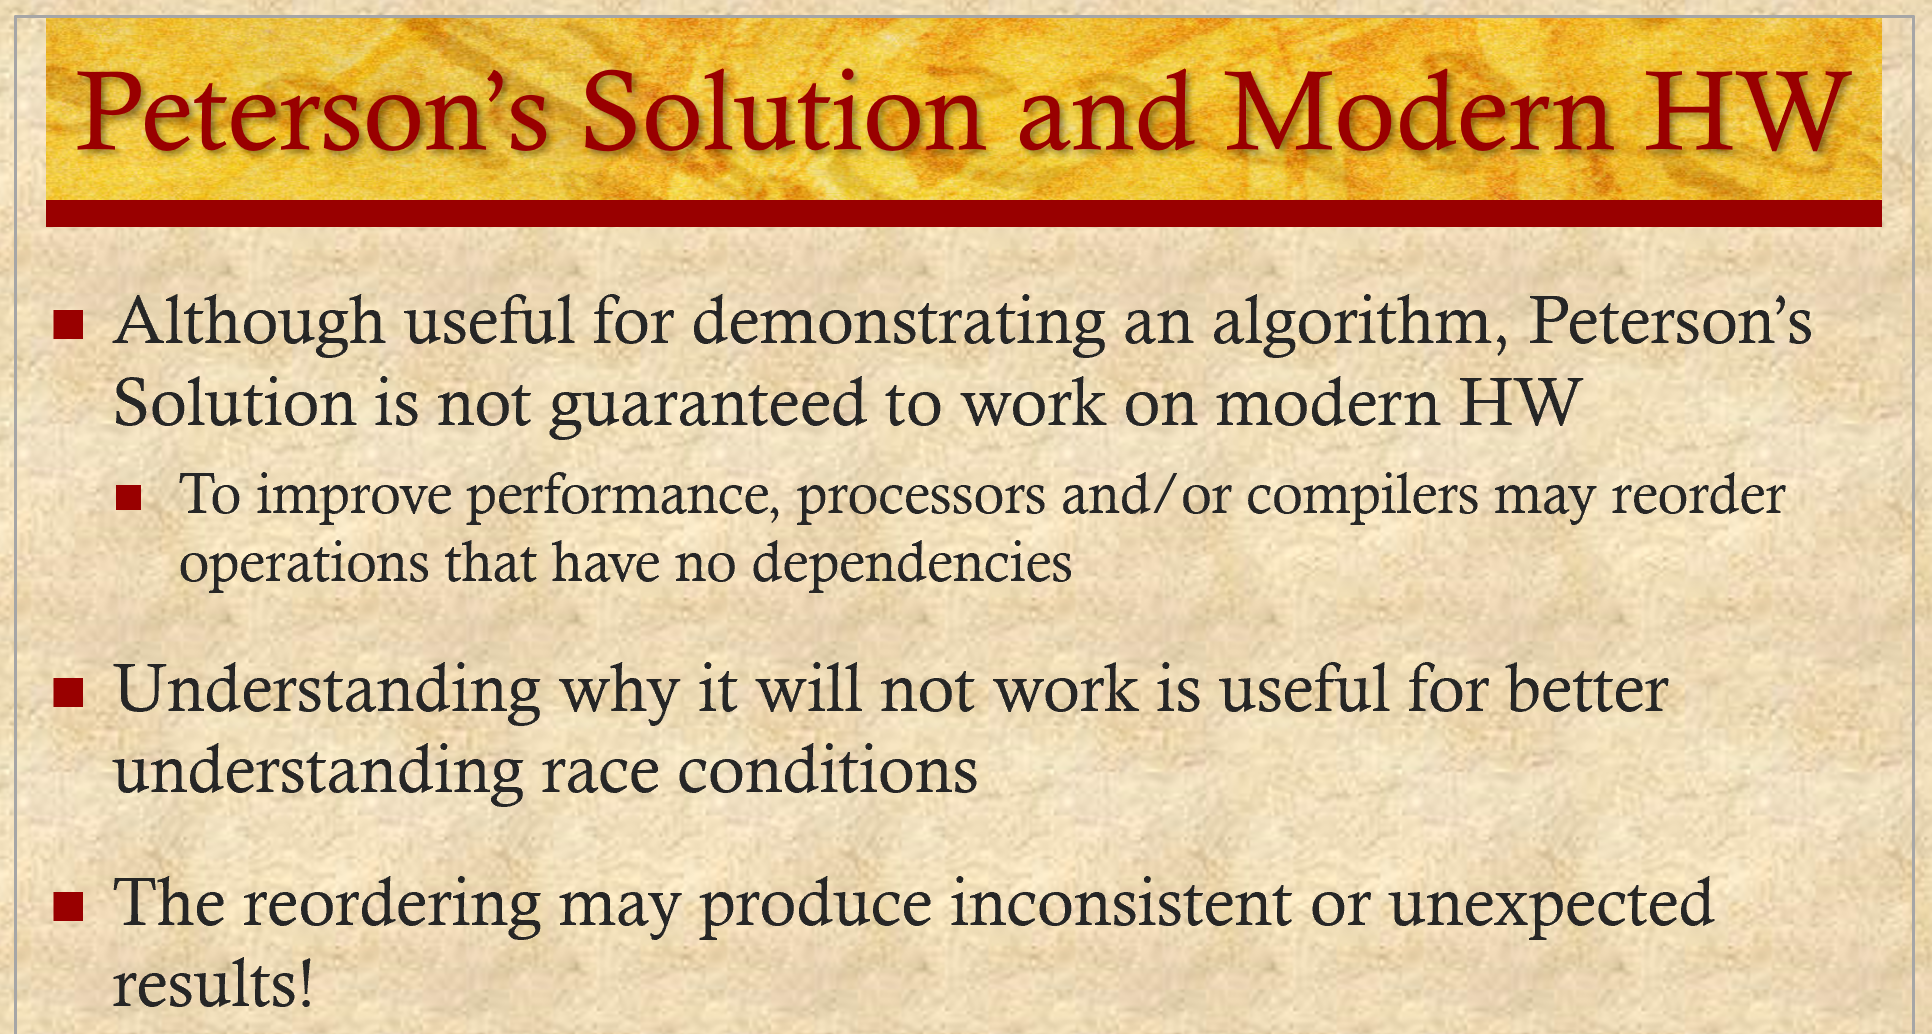 Peterson’s Solution and Modern HW
Although useful for demonstrating an algorithm, Peterson’s
Solution is not guaranteed to work on modern HW
To improve performance, processors and/or compilers may reorder
operations that have no dependencies
Understanding why it will not work is useful for better
understanding race conditions
The reordering may produce inconsistent or unexpected
results!